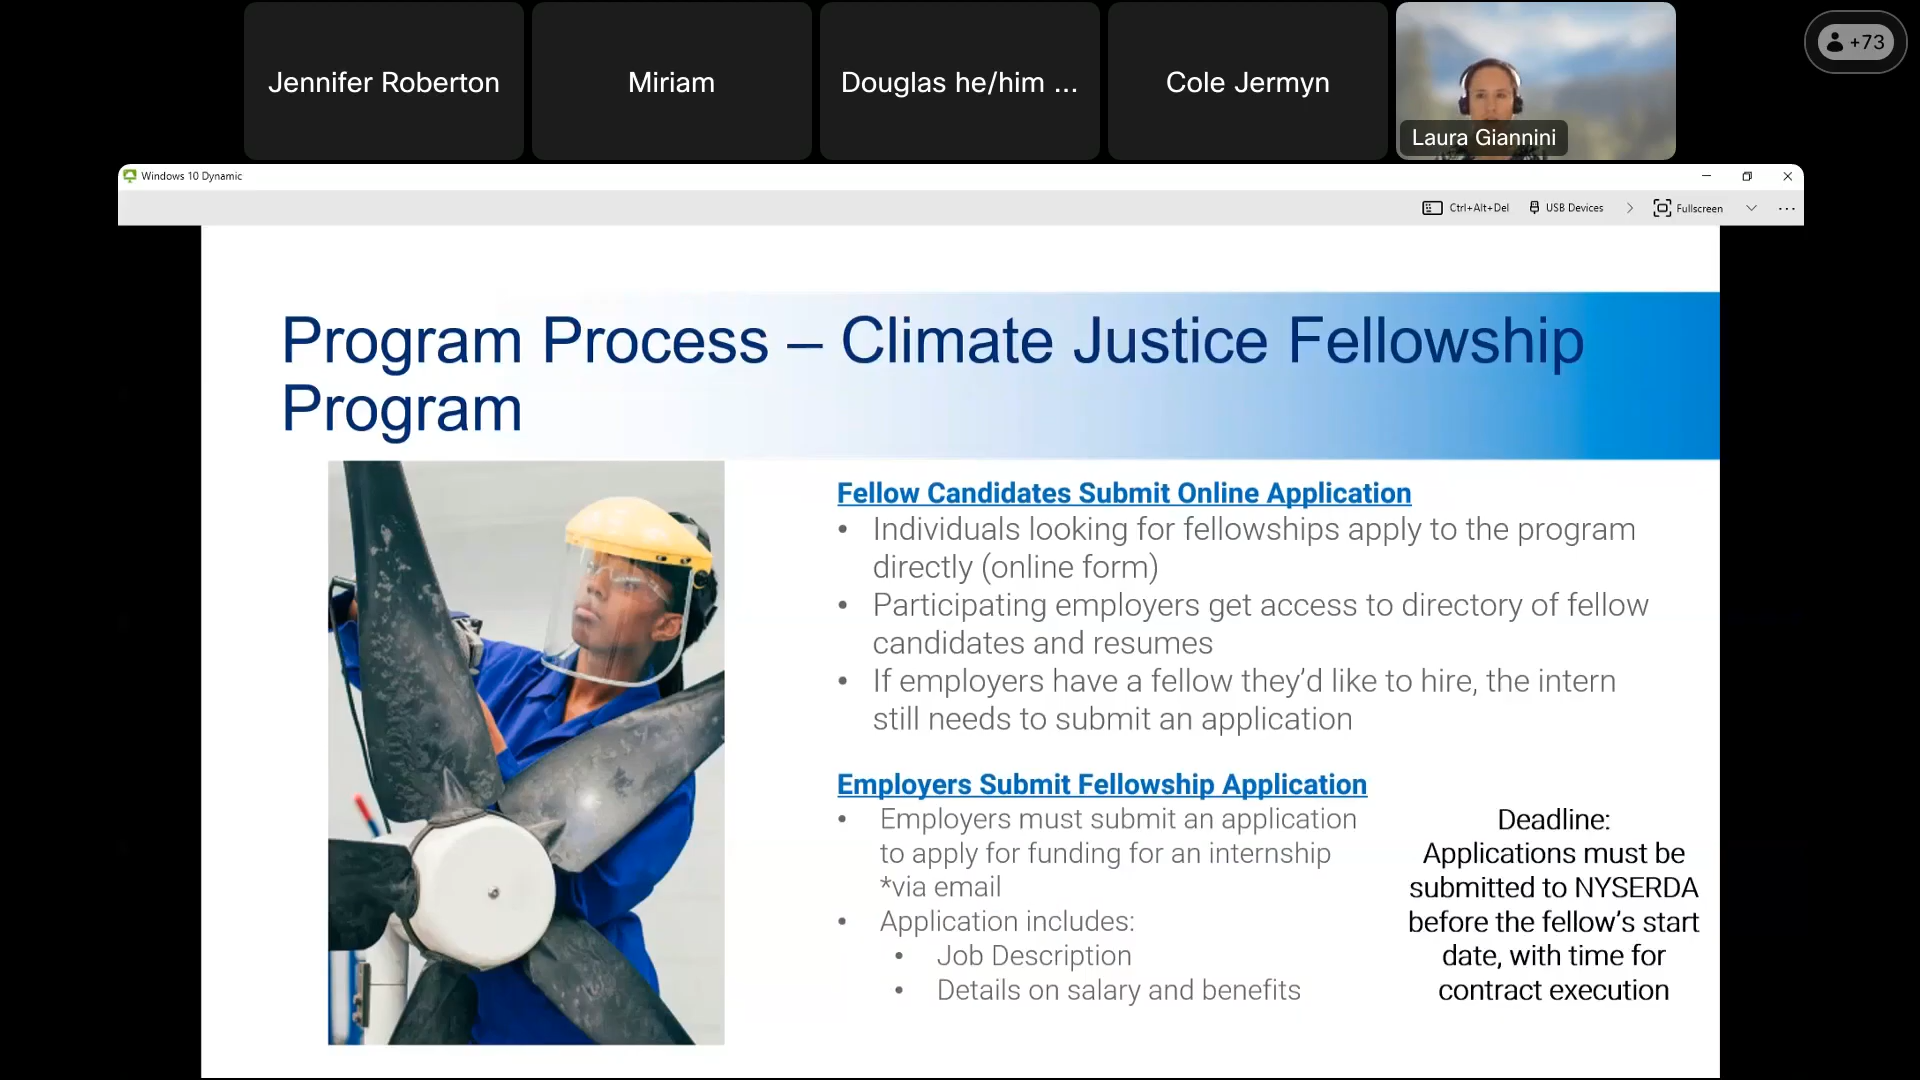 Jennifer Roberton
Miriam
Douglas he/him ...
Cole Jermyn
Laura Giannini
+73
Windows 10 Dynamic
Ctrl+Alt+Del
USB Devices
Fullscreen
Program Process – Climate Justice Fellowship
Program
Fellow Candidates Submit Online Application
• Individuals looking for fellowships apply to the program
directly (online form)
• Participating employers get access to directory of fellow
candidates and resumes
• If employers have a fellow they’d like to hire, the intern
still needs to submit an application
Employers Submit Fellowship Application
• Employers must submit an application
to apply for funding for an internship
*via email
• Application includes:
• Job Description
• Details on salary and benefits
Deadline:
Applications must be
submitted to NYSERDA
before the fellow’s start
date, with time for
contract execution